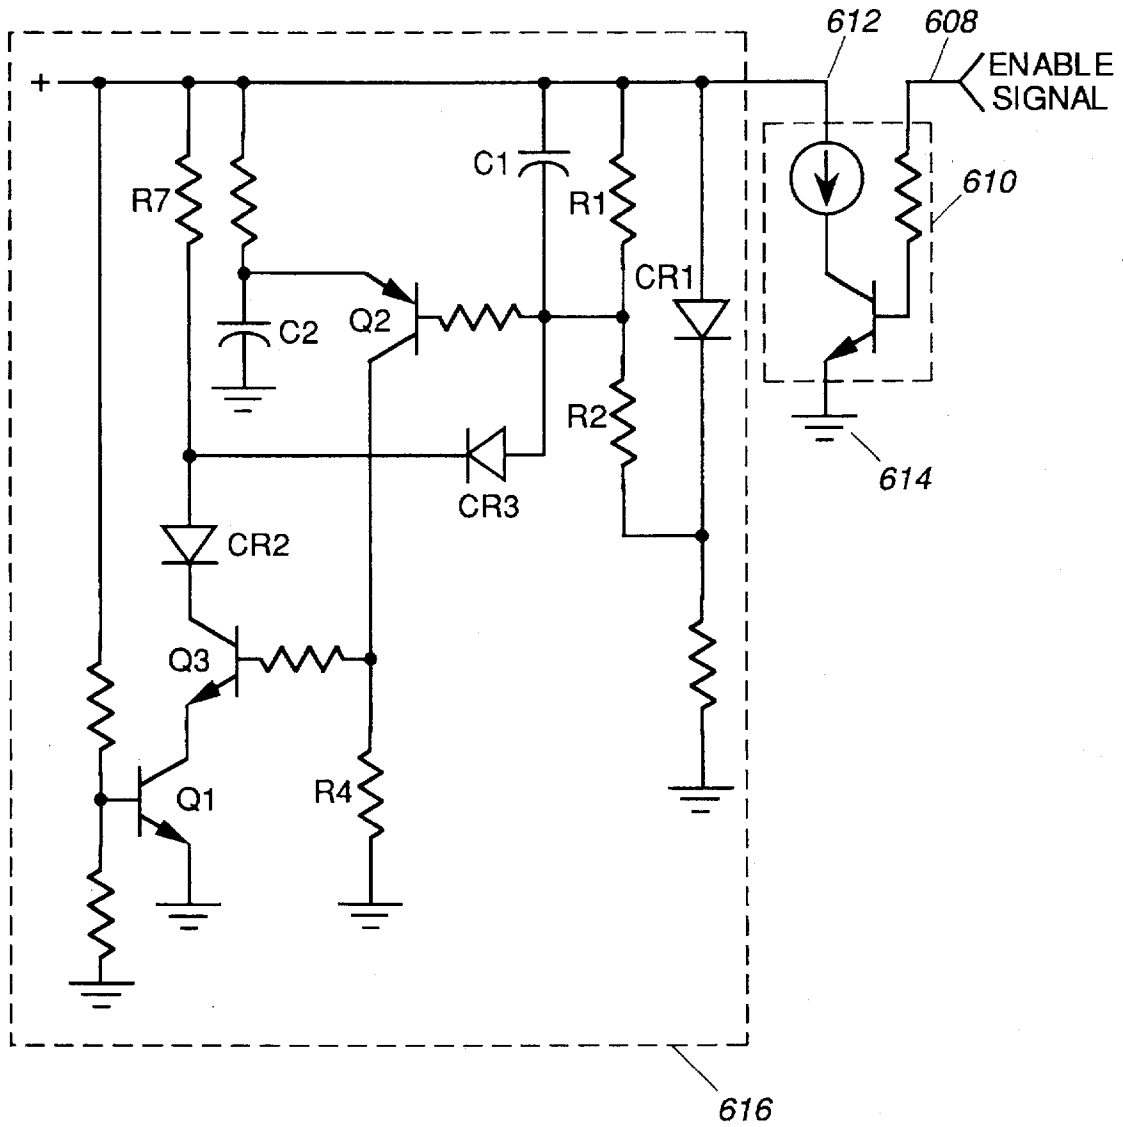 612
608
+
ENABLE
SIGNAL
C1
R7
R1
610
CR1
Q2
C2
R2
614
CR3
CR2
Q3
R4
Q1
616